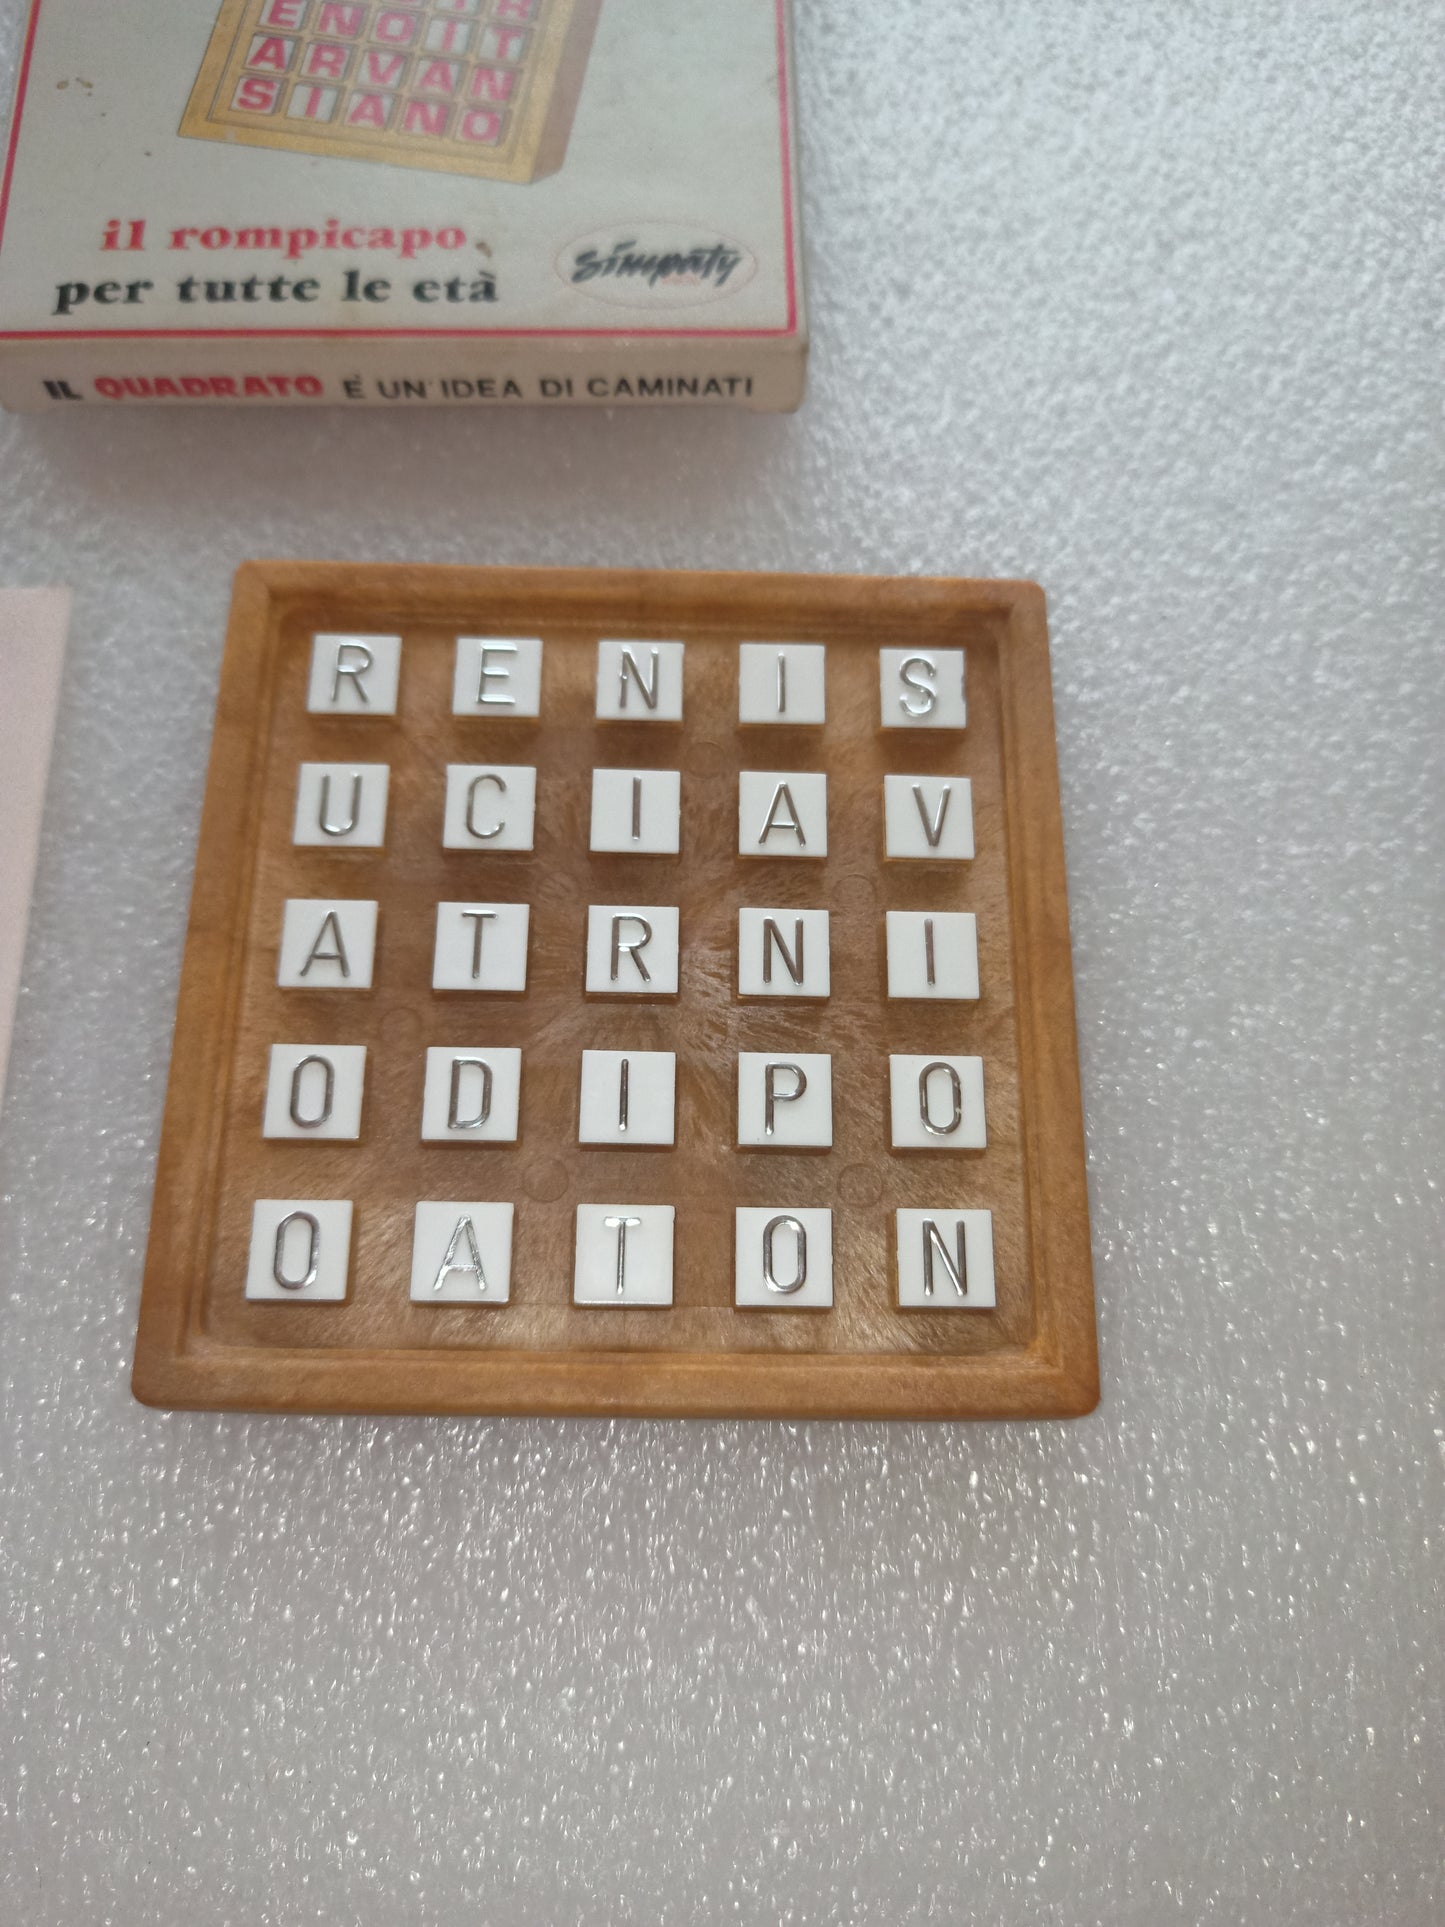 ENOIT
ARVAN
SIANO
il rompicapo
per tutte le età
Simpaty
IL QUADRATO E' UN' IDEA DI CAMINATI
R E N I S
U C I A V
A T R N I
O D I P O
O A T O N